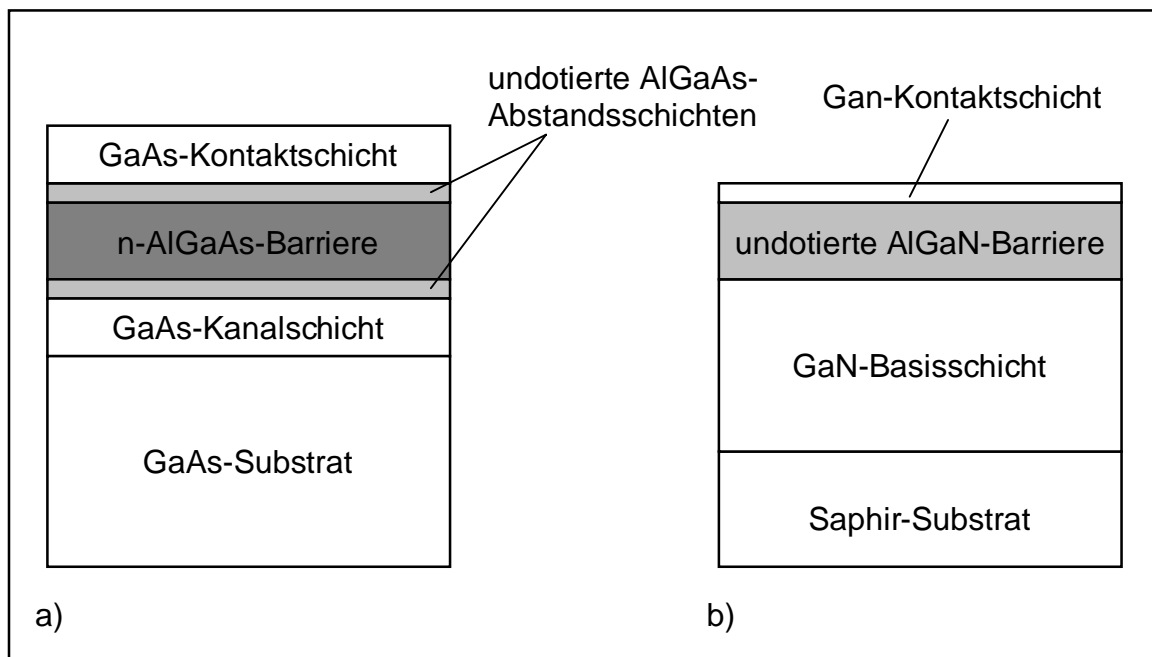 undotierte AlGaAs-
Abstandsschichten
GaAs-Kontaktschicht
n-AlGaAs-Barriere
GaAs-Kanalschicht
GaAs-Substrat
a)
Gan-Kontaktschicht
undotierte AlGaN-Barriere
GaN-Basisschicht
Saphir-Substrat
b)